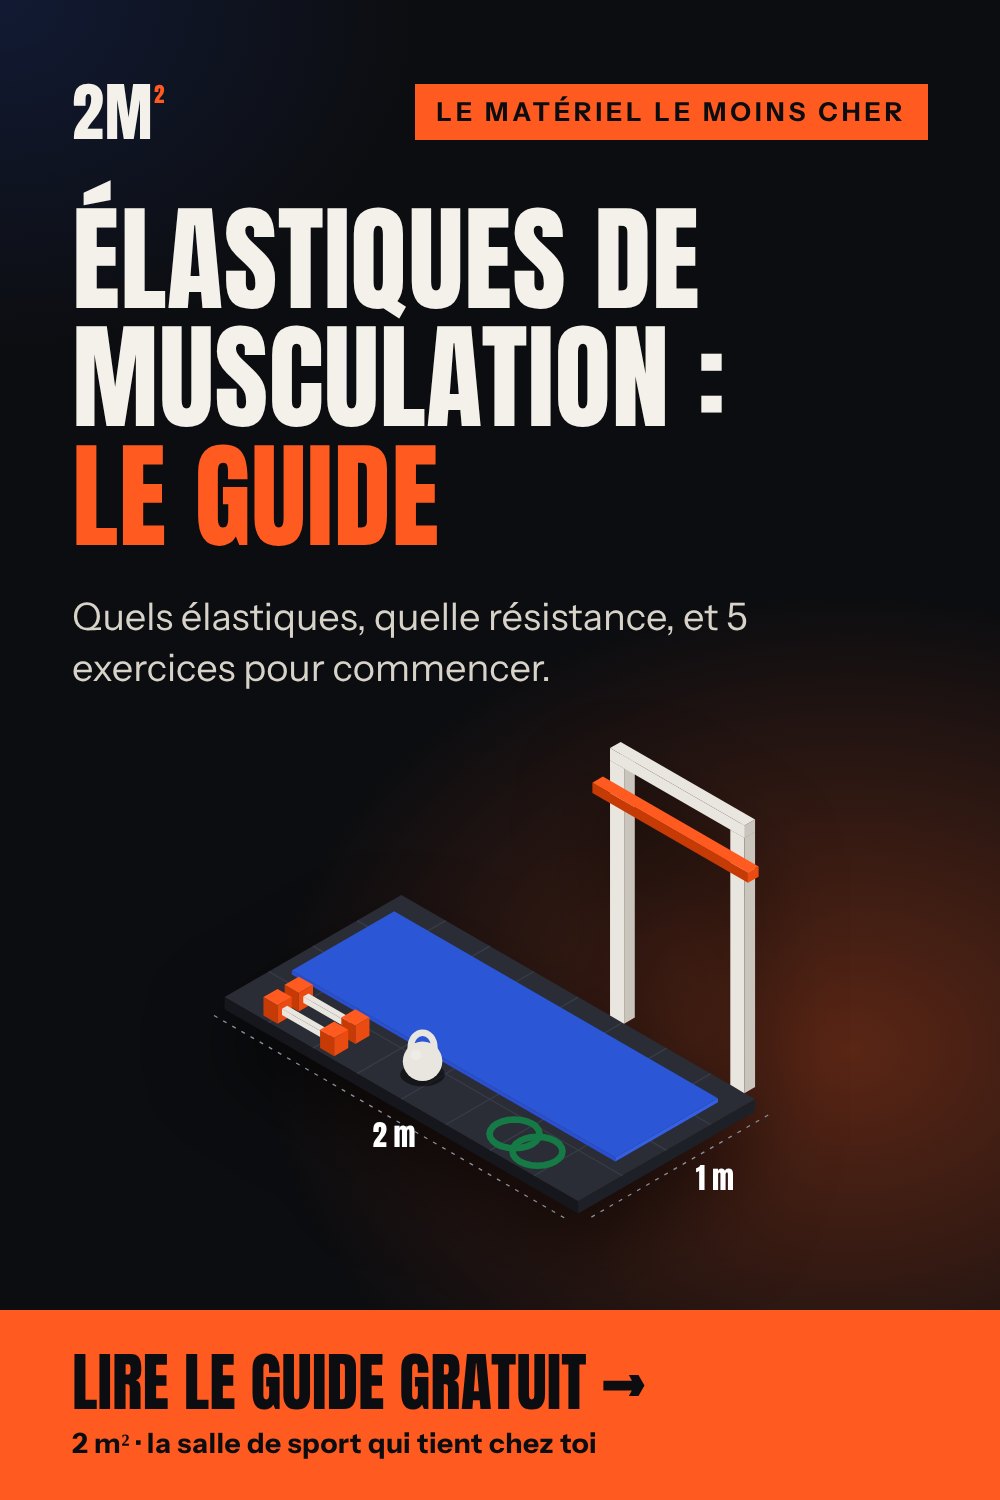 2M²
LE MATÉRIEL LE MOINS CHER
ÉLASTIQUES DE
MUSCULATION :
LE GUIDE
Quels élastiques, quelle résistance, et 5
exercices pour commencer.
2 m
1 m
LIRE LE GUIDE GRATUIT →
2 m² · la salle de sport qui tient chez toi